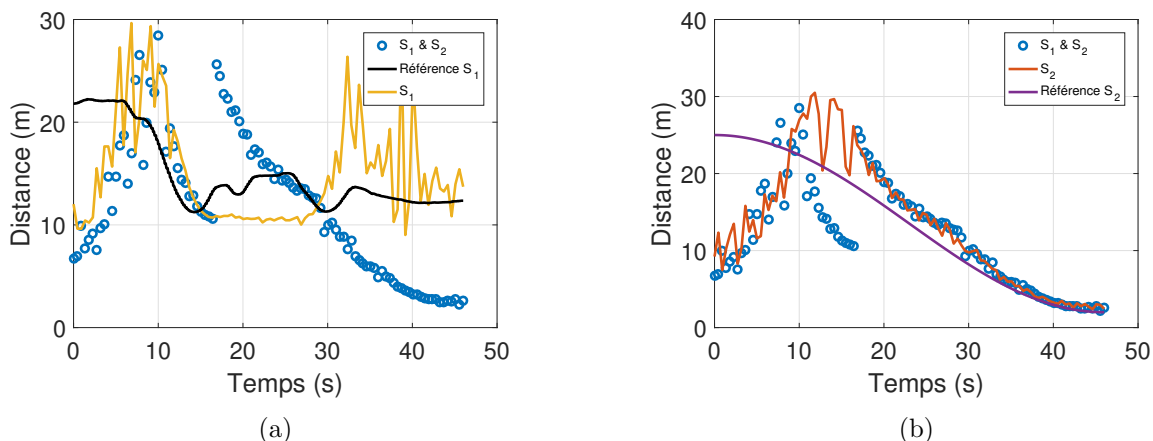 30
20
10
0
Distance (m)
0 10 20 30 40 50
Temps (s)
S₁ & S₂
Référence S₁
S₁
(a)
40
30
20
10
0
Distance (m)
0 10 20 30 40 50
Temps (s)
S₁ & S₂
S₂
Référence S₂
(b)